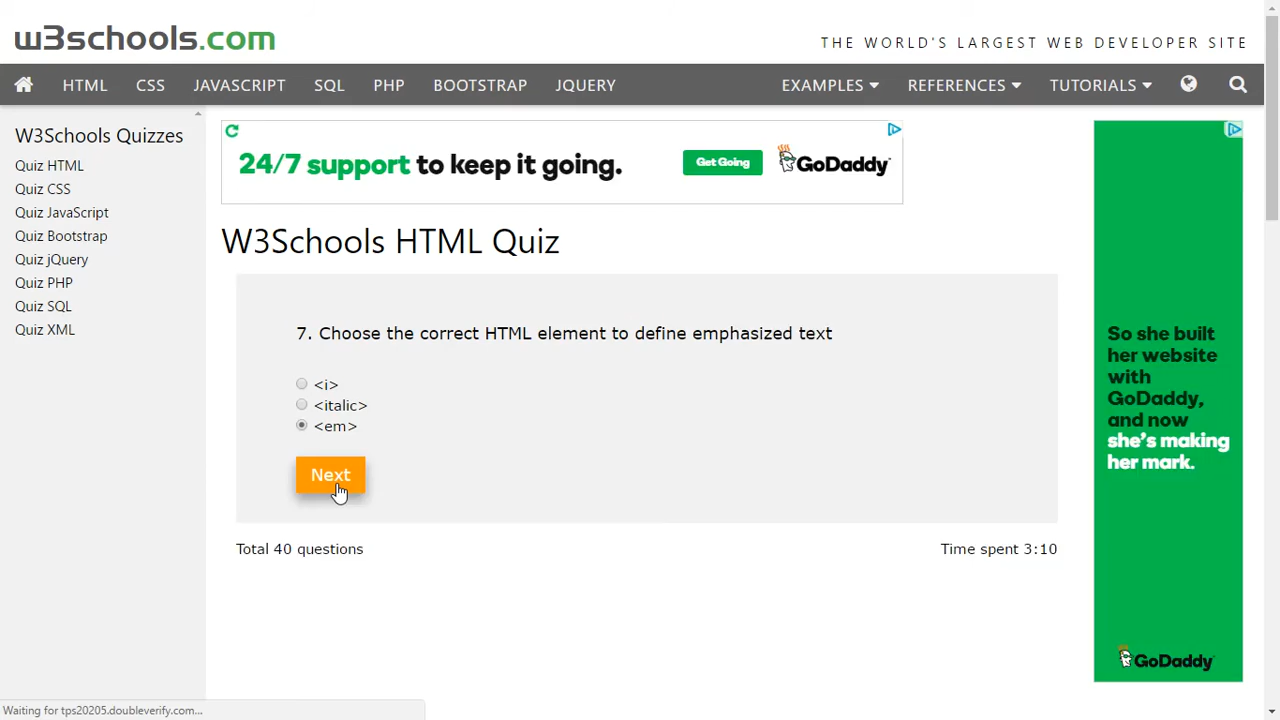 w3schools.com
THE WORLD'S LARGEST WEB DEVELOPER SITE
HTML CSS JAVASCRIPT SQL PHP BOOTSTRAP JQUERY EXAMPLES REFERENCES TUTORIALS
W3Schools Quizzes
Quiz HTML
Quiz CSS
Quiz JavaScript
Quiz Bootstrap
Quiz jQuery
Quiz PHP
Quiz SQL
Quiz XML
24/7 support to keep it going.
Get Going
GoDaddy
W3Schools HTML Quiz
7. Choose the correct HTML element to define emphasized text
<i>
<italic>
<em>
Next
Total 40 questions
Time spent 3:10
So she built
her website
with
GoDaddy,
and now
she's making
her mark.
GoDaddy
Waiting for tps20205.doubleverify.com...